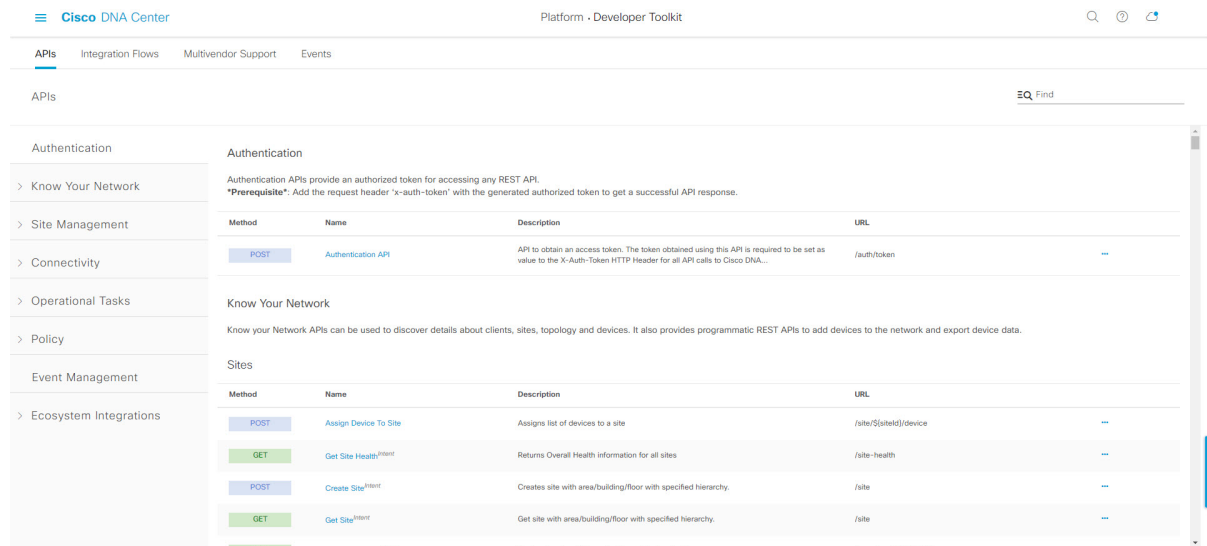 Cisco DNA Center
Platform • Developer Toolkit
APIs Integration Flows Multivendor Support Events
APIs
Find
Authentication
Know Your Network
Site Management
Connectivity
Operational Tasks
Policy
Event Management
Ecosystem Integrations
Authentication
Authentication APIs provide an authorized token for accessing any REST API.
*Prerequisite*: Add the request header 'x-auth-token' with the generated authorized token to get a successful API response.
Method Name Description URL
POST Authentication API API to obtain an access token. The token obtained using this API is required to be set as /auth/token ...
value to the X-Auth-Token HTTP Header for all API calls to Cisco DNA...
Know Your Network
Know your Network APIs can be used to discover details about clients, sites, topology and devices. It also provides programmatic REST APIs to add devices to the network and export device data.
Sites
Method Name Description URL
POST Assign Device To Site Assigns list of devices to a site /site/${siteId}/device ...
GET Get Site Health Intent Returns Overall Health information for all sites /site-health ...
POST Create Site Intent Creates site with area/building/floor with specified hierarchy. /site ...
GET Get Site Intent Get site with area/building/floor with specified hierarchy. /site ...